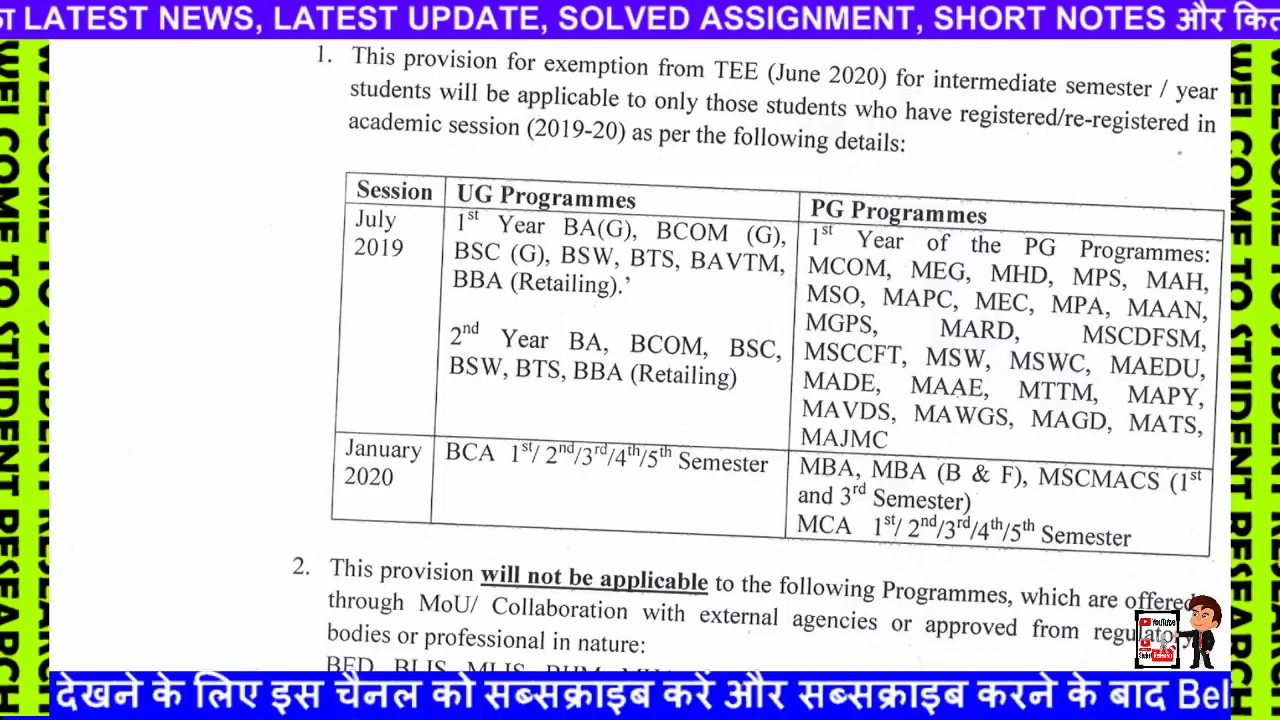 LATEST NEWS, LATEST UPDATE, SOLVED ASSIGNMENT, SHORT NOTES और
1. This provision for exemption from TEE (June 2020) for intermediate semester / year
students will be applicable to only those students who have registered/re-registered in
academic session (2019-20) as per the following details:
Session UG Programmes PG Programmes
July
2019
1st Year BA(G), BCOM (G),
BSC (G), BSW, BTS, BAVTM,
BBA (Retailing).’
2nd Year BA, BCOM, BSC,
BSW, BTS, BBA (Retailing)
1st Year of the PG Programmes:
MCOM, MEG, MHD, MPS, MAH,
MSO, MAPC, MEC, MPA, MAAN,
MGPS, MARD, MSCDFSM,
MSCCFT, MSW, MSWC, MAEDU,
MADE, MAAE, MTTM, MAPY,
MAVDS, MAWGS, MAGD, MATS,
MAJMC
January
2020
BCA 1st/ 2nd/3rd/4th/5th Semester
MBA, MBA (B & F), MSCMACS (1st
and 3rd Semester)
MCA 1st/ 2nd/3rd/4th/5th Semester
2. This provision will not be applicable to the following Programmes, which are offered
through MoU/ Collaboration with external agencies or approved from regulatory
bodies or professional in nature:
BED, BLIS, MLIS,
देखने के लिए इस चैनल को सब्सक्राइब करें और सब्सक्राइब करने के बाद Bel
WELCOME TO STUDENT RESEARCH
WELCOME TO STUDENT RESEARCH
YouTube